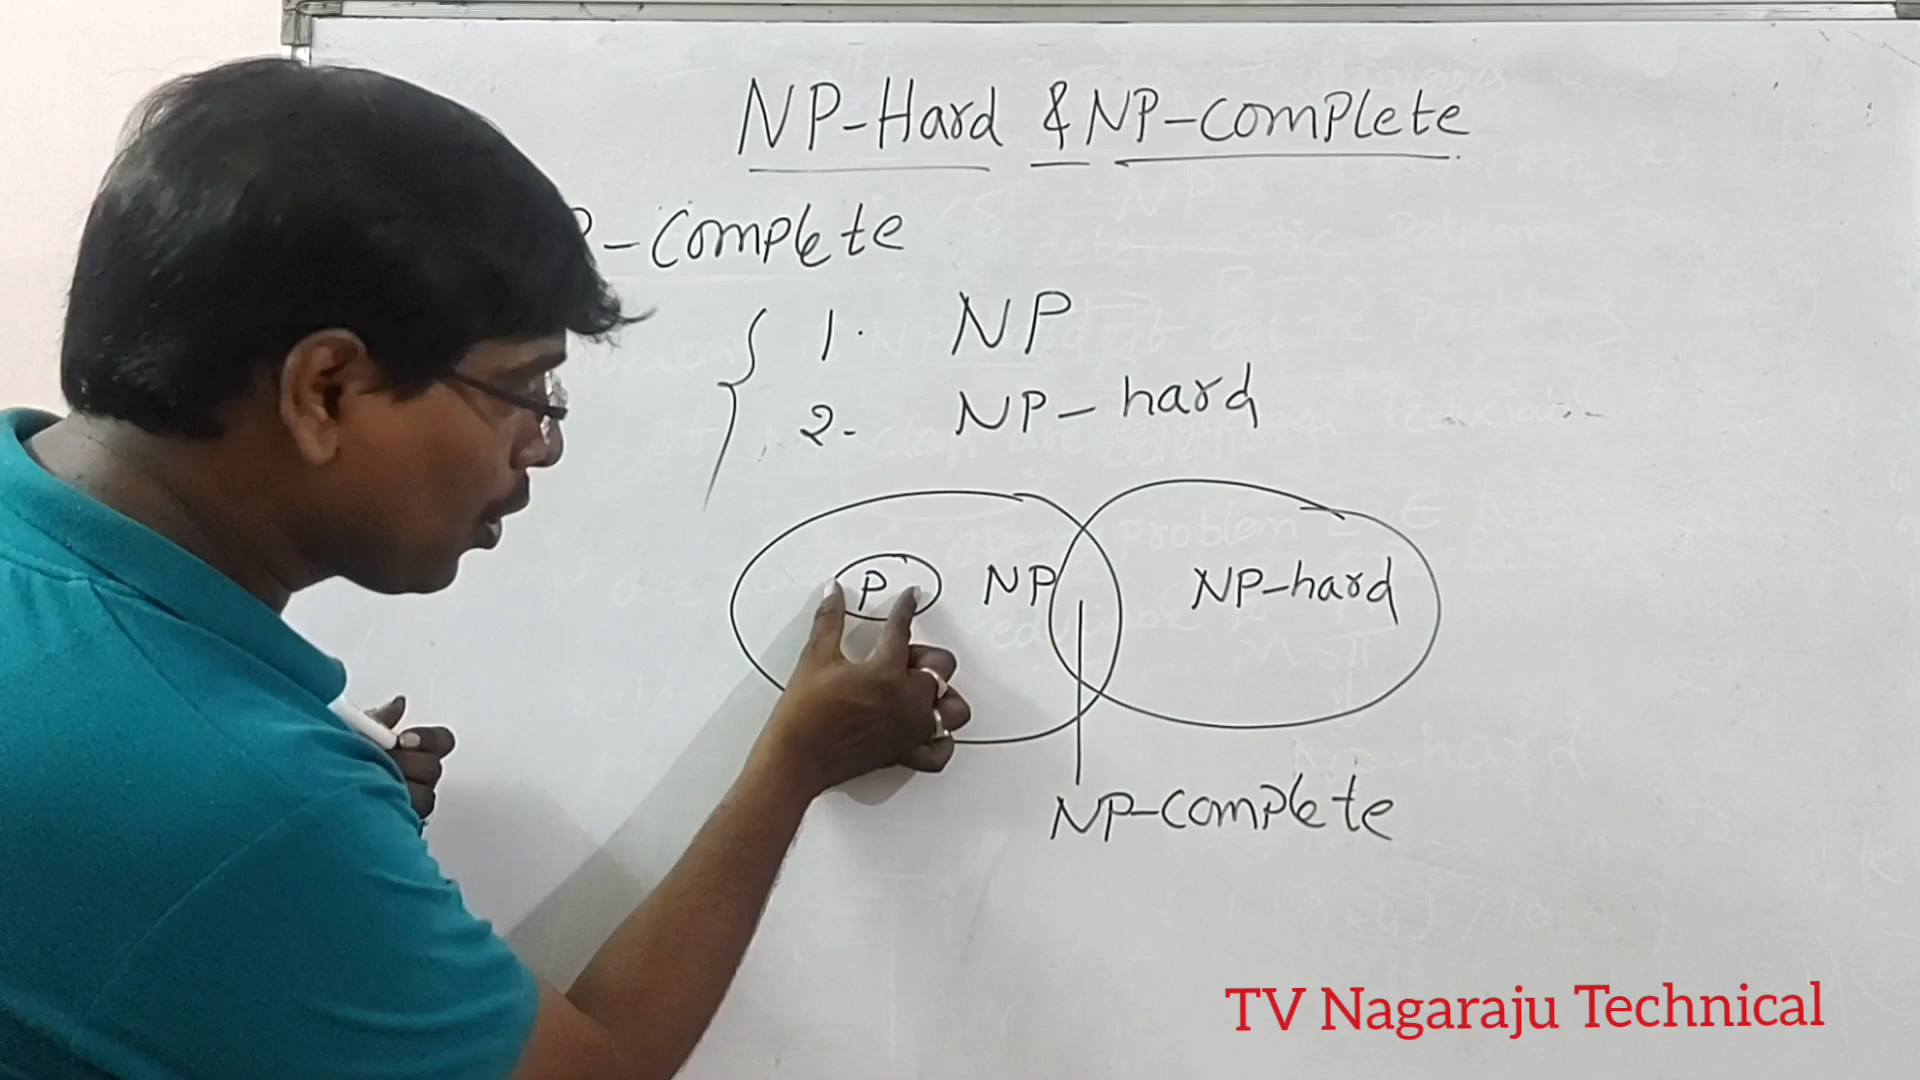 NP-Hard & NP-complete
P-Complete
1. NP
2. NP-hard
P NP NP-hard
NP-complete
TV Nagaraju Technical